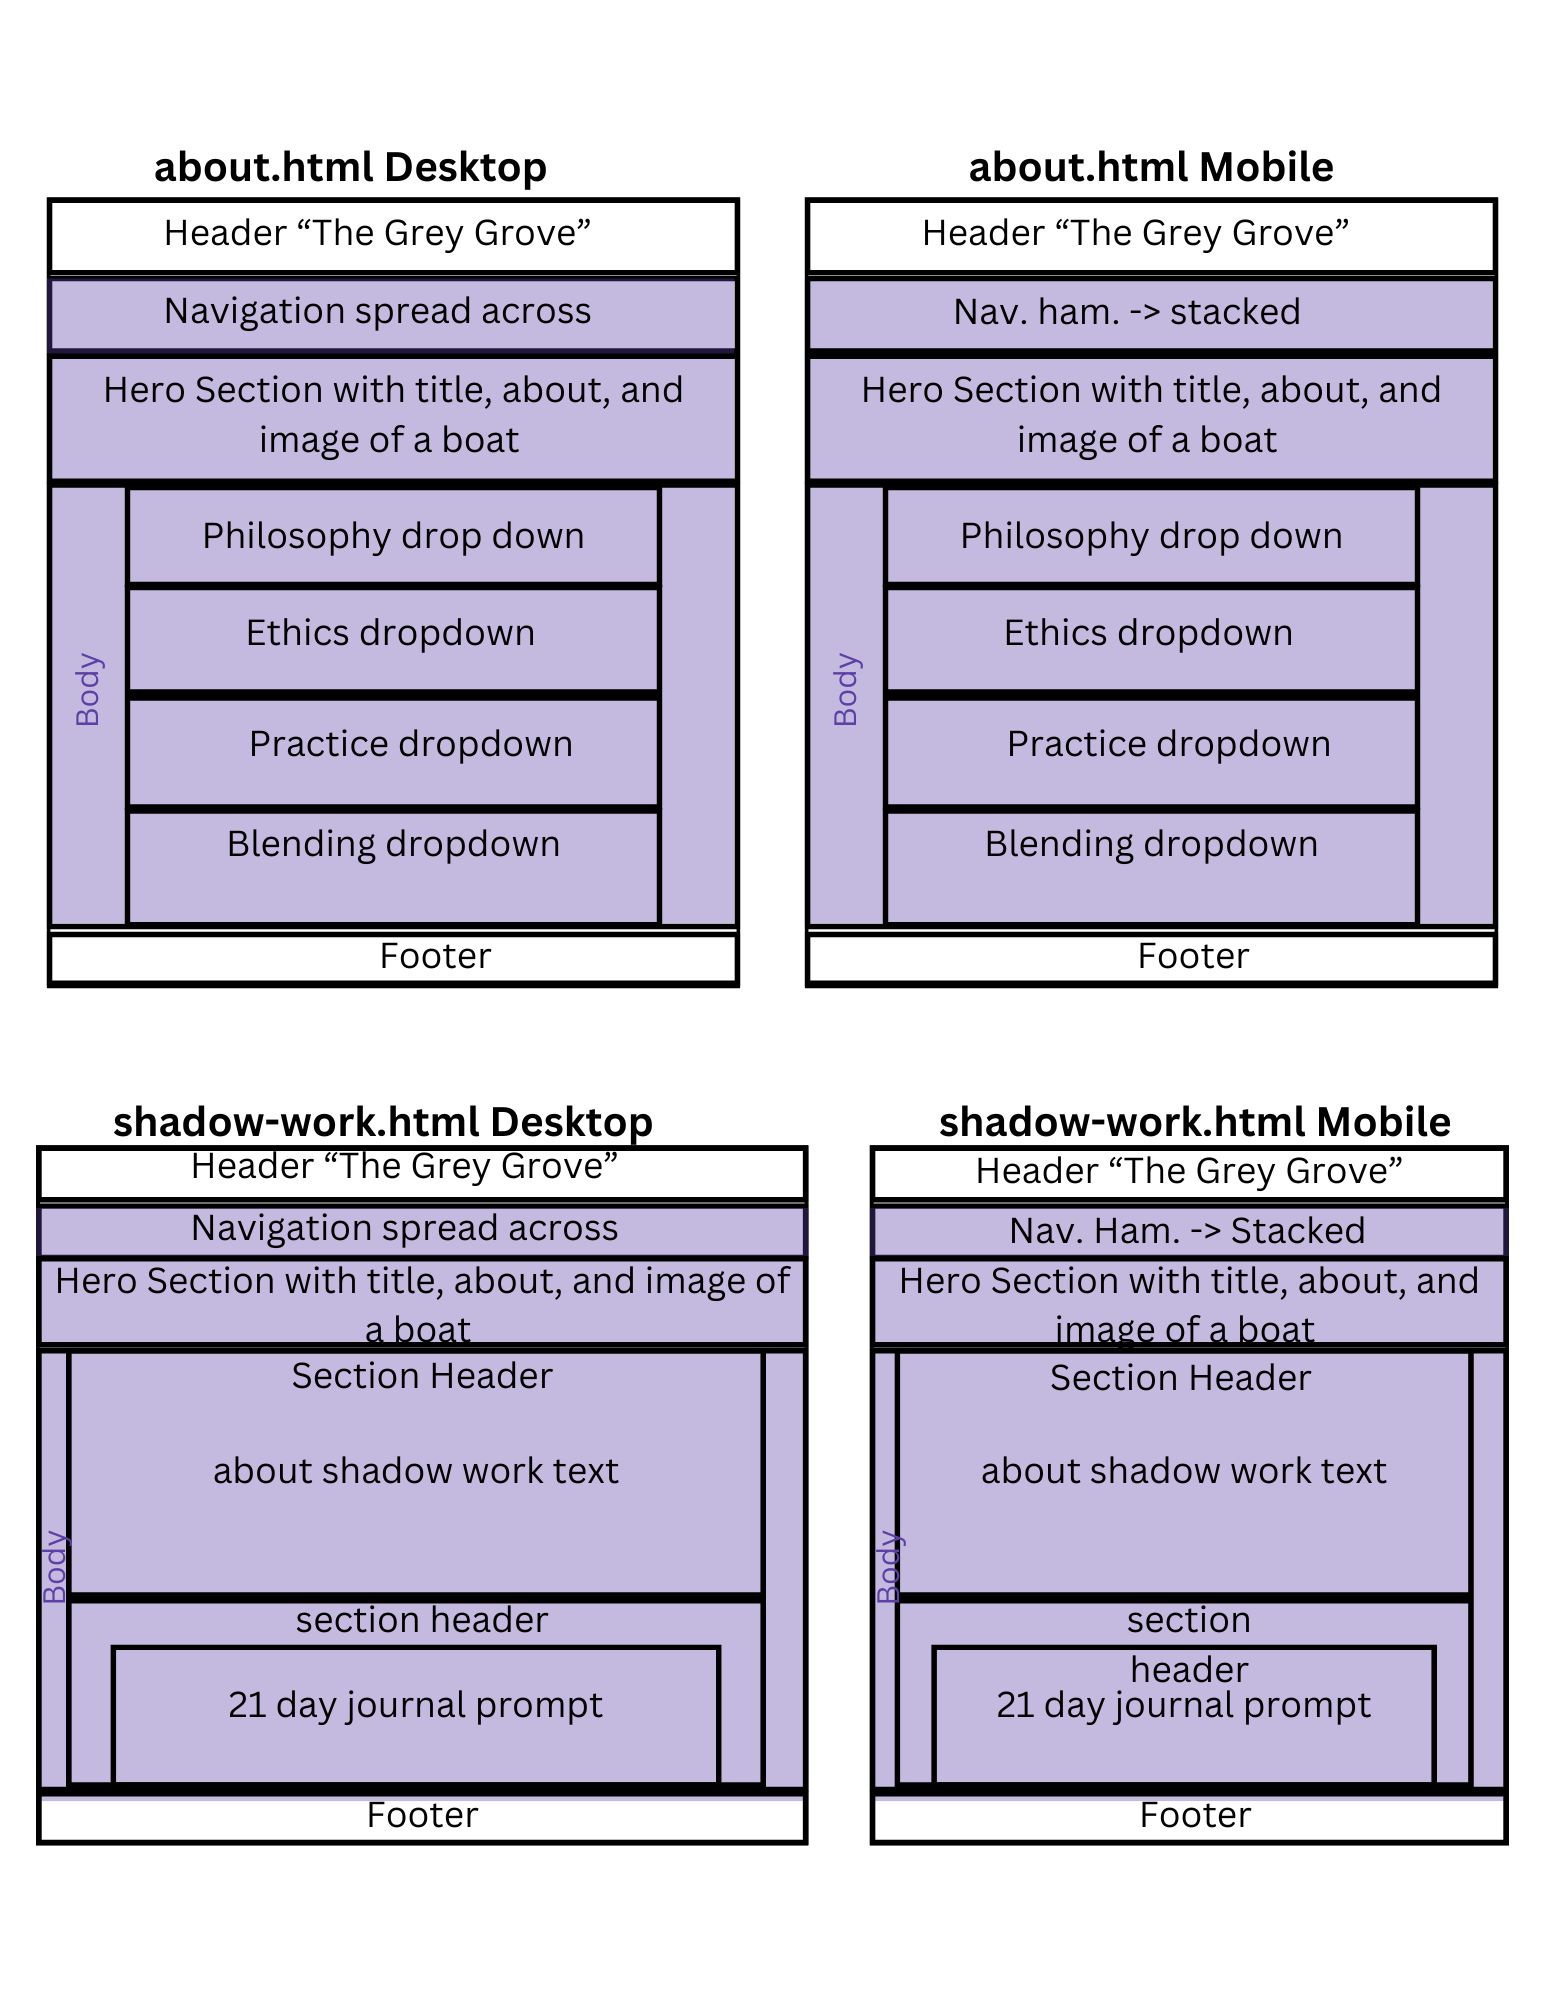 about.html Desktop
Header “The Grey Grove”
Navigation spread across
Hero Section with title, about, and
image of a boat
Body
Philosophy drop down
Ethics dropdown
Practice dropdown
Blending dropdown
Footer
about.html Mobile
Header “The Grey Grove”
Nav. ham. -> stacked
Hero Section with title, about, and
image of a boat
Body
Philosophy drop down
Ethics dropdown
Practice dropdown
Blending dropdown
Footer
shadow-work.html Desktop
Header “The Grey Grove”
Navigation spread across
Hero Section with title, about, and image of
a boat
Body
Section Header
about shadow work text
section header
21 day journal prompt
Footer
shadow-work.html Mobile
Header “The Grey Grove”
Nav. Ham. -> Stacked
Hero Section with title, about, and
image of a boat
Body
Section Header
about shadow work text
section
header
21 day journal prompt
Footer